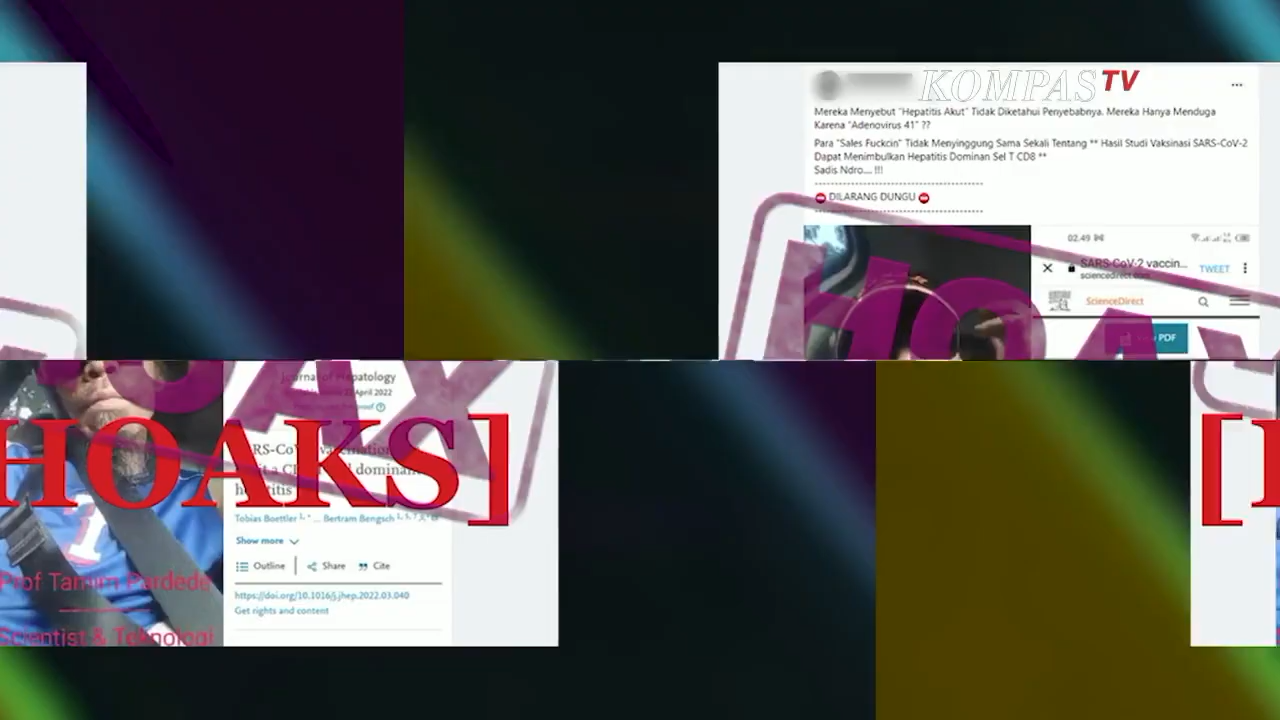 KOMPASTV
Mereka Menyebut "Hepatitis Akut" Tidak Diketahui Penyebabnya. Mereka Hanya Menduga
Karena "Adenovirus 41" ??
Para "Sales Fuckcin" Tidak Menyinggung Sama Sekali Tentang ** Hasil Studi Vaksinasi SARS-CoV-2
Dapat Menimbulkan Hepatitis Dominan Sel T CD8 **
Sadis Ndro.... !!!
DILARANG DUNGU
02.49
SARS-CoV-2 vaccin...
sciencedirect.com
TWEET
ScienceDirect
PDF
Journal of Hepatology
April 2022
HOAKS]
[
hepatitis
Tobias Boettler ... Bertram Bengsch
Show more
Outline
Share
Cite
https://doi.org/10.1016/j.jhep.2022.03.040
Get rights and content
Prof Tamim Pardede
Scientist & Teknologi